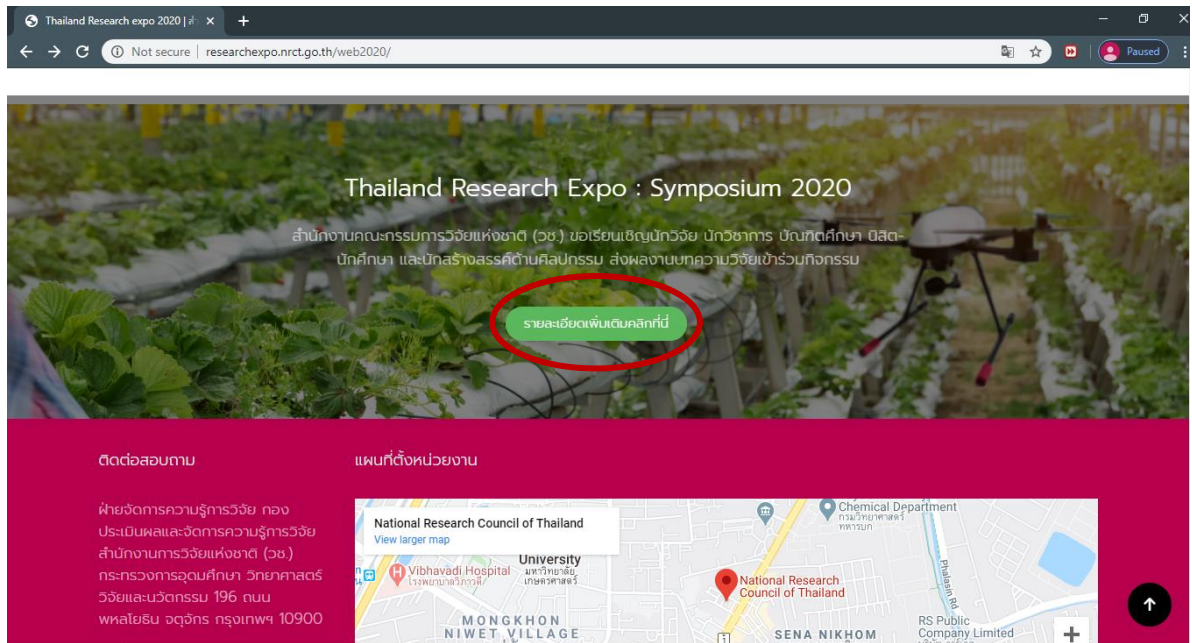 Thailand Research expo 2020 | สำ
Not secure | researchexpo.nrct.go.th/web2020/
Paused
Thailand Research Expo : Symposium 2020
สำนักงานคณะกรรมการวิจัยแห่งชาติ (วช.) ขอเรียนเชิญนักวิจัย นักวิชาการ บัณฑิตศึกษา นิสิต-
นักศึกษา และนักสร้างสรรค์ด้านศิลปกรรม ส่งผลงานบทความวิจัยเข้าร่วมกิจกรรม
รายละเอียดเพิ่มเติมคลิกที่นี่
ติดต่อสอบถาม
ฝ่ายจัดการความรู้การวิจัย กอง
ประเมินผลและจัดการความรู้การวิจัย
สำนักงานการวิจัยแห่งชาติ (วช.)
กระทรวงการอุดมศึกษา วิทยาศาสตร์
วิจัยและนวัตกรรม 196 ถนน
พหลโยธิน จตุจักร กรุงเทพฯ 10900
แผนที่ตั้งหน่วยงาน
National Research Council of Thailand
View larger map
Chemical Department
กรมวิทยาศาสตร์
ทหารบก
University
มหาวิทยาลัย
เกษตรศาสตร์
Vibhavadi Hospital
โรงพยาบาลวิภาวดี
National Research
Council of Thailand
Phalasin Rd
MONGKHON
NIWET VILLAGE
SENA NIKHOM
RS Public
Company Limited